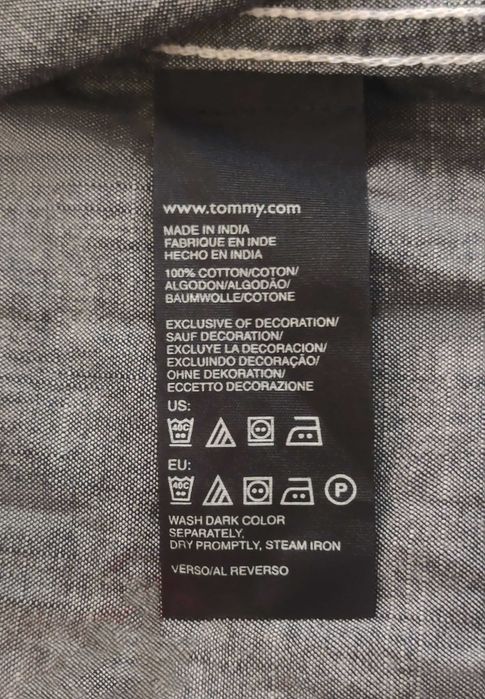 www.tommy.com
MADE IN INDIA
FABRIQUE EN INDE
HECHO EN INDIA
100% COTTON/COTON/
ALGODON/ALGODÃO/
BAUMWOLLE/COTONE
EXCLUSIVE OF DECORATION/
SAUF DECORATION/
EXCLUYE LA DECORACION/
EXCLUINDO DECORAÇÃO/
OHNE DEKORATION/
ECCETTO DECORAZIONE
US:
40C
EU:
40C P
WASH DARK COLOR
SEPARATELY,
DRY PROMPTLY, STEAM IRON
VERSO/AL REVERSO